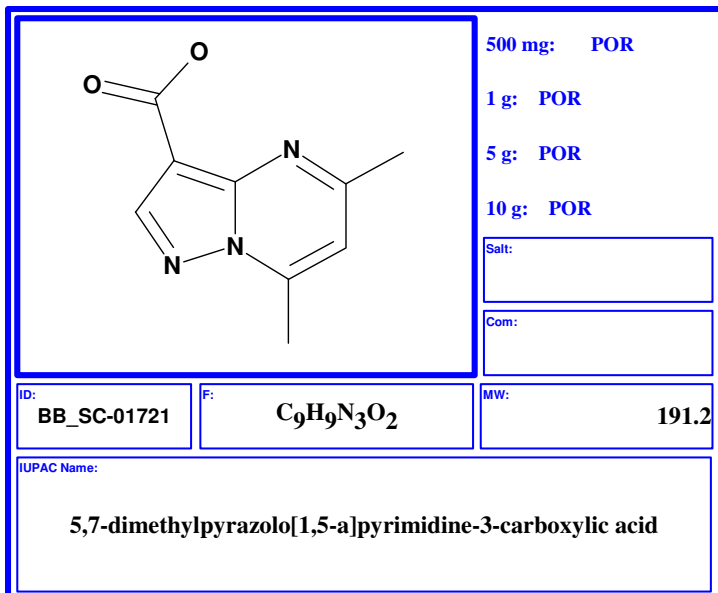 O
O
N
N
N
500 mg: POR
1 g: POR
5 g: POR
10 g: POR
Salt:
Com:
ID:
BB_SC-01721
F:
C9H9N3O2
MW:
191.2
IUPAC Name:
5,7-dimethylpyrazolo[1,5-a]pyrimidine-3-carboxylic acid